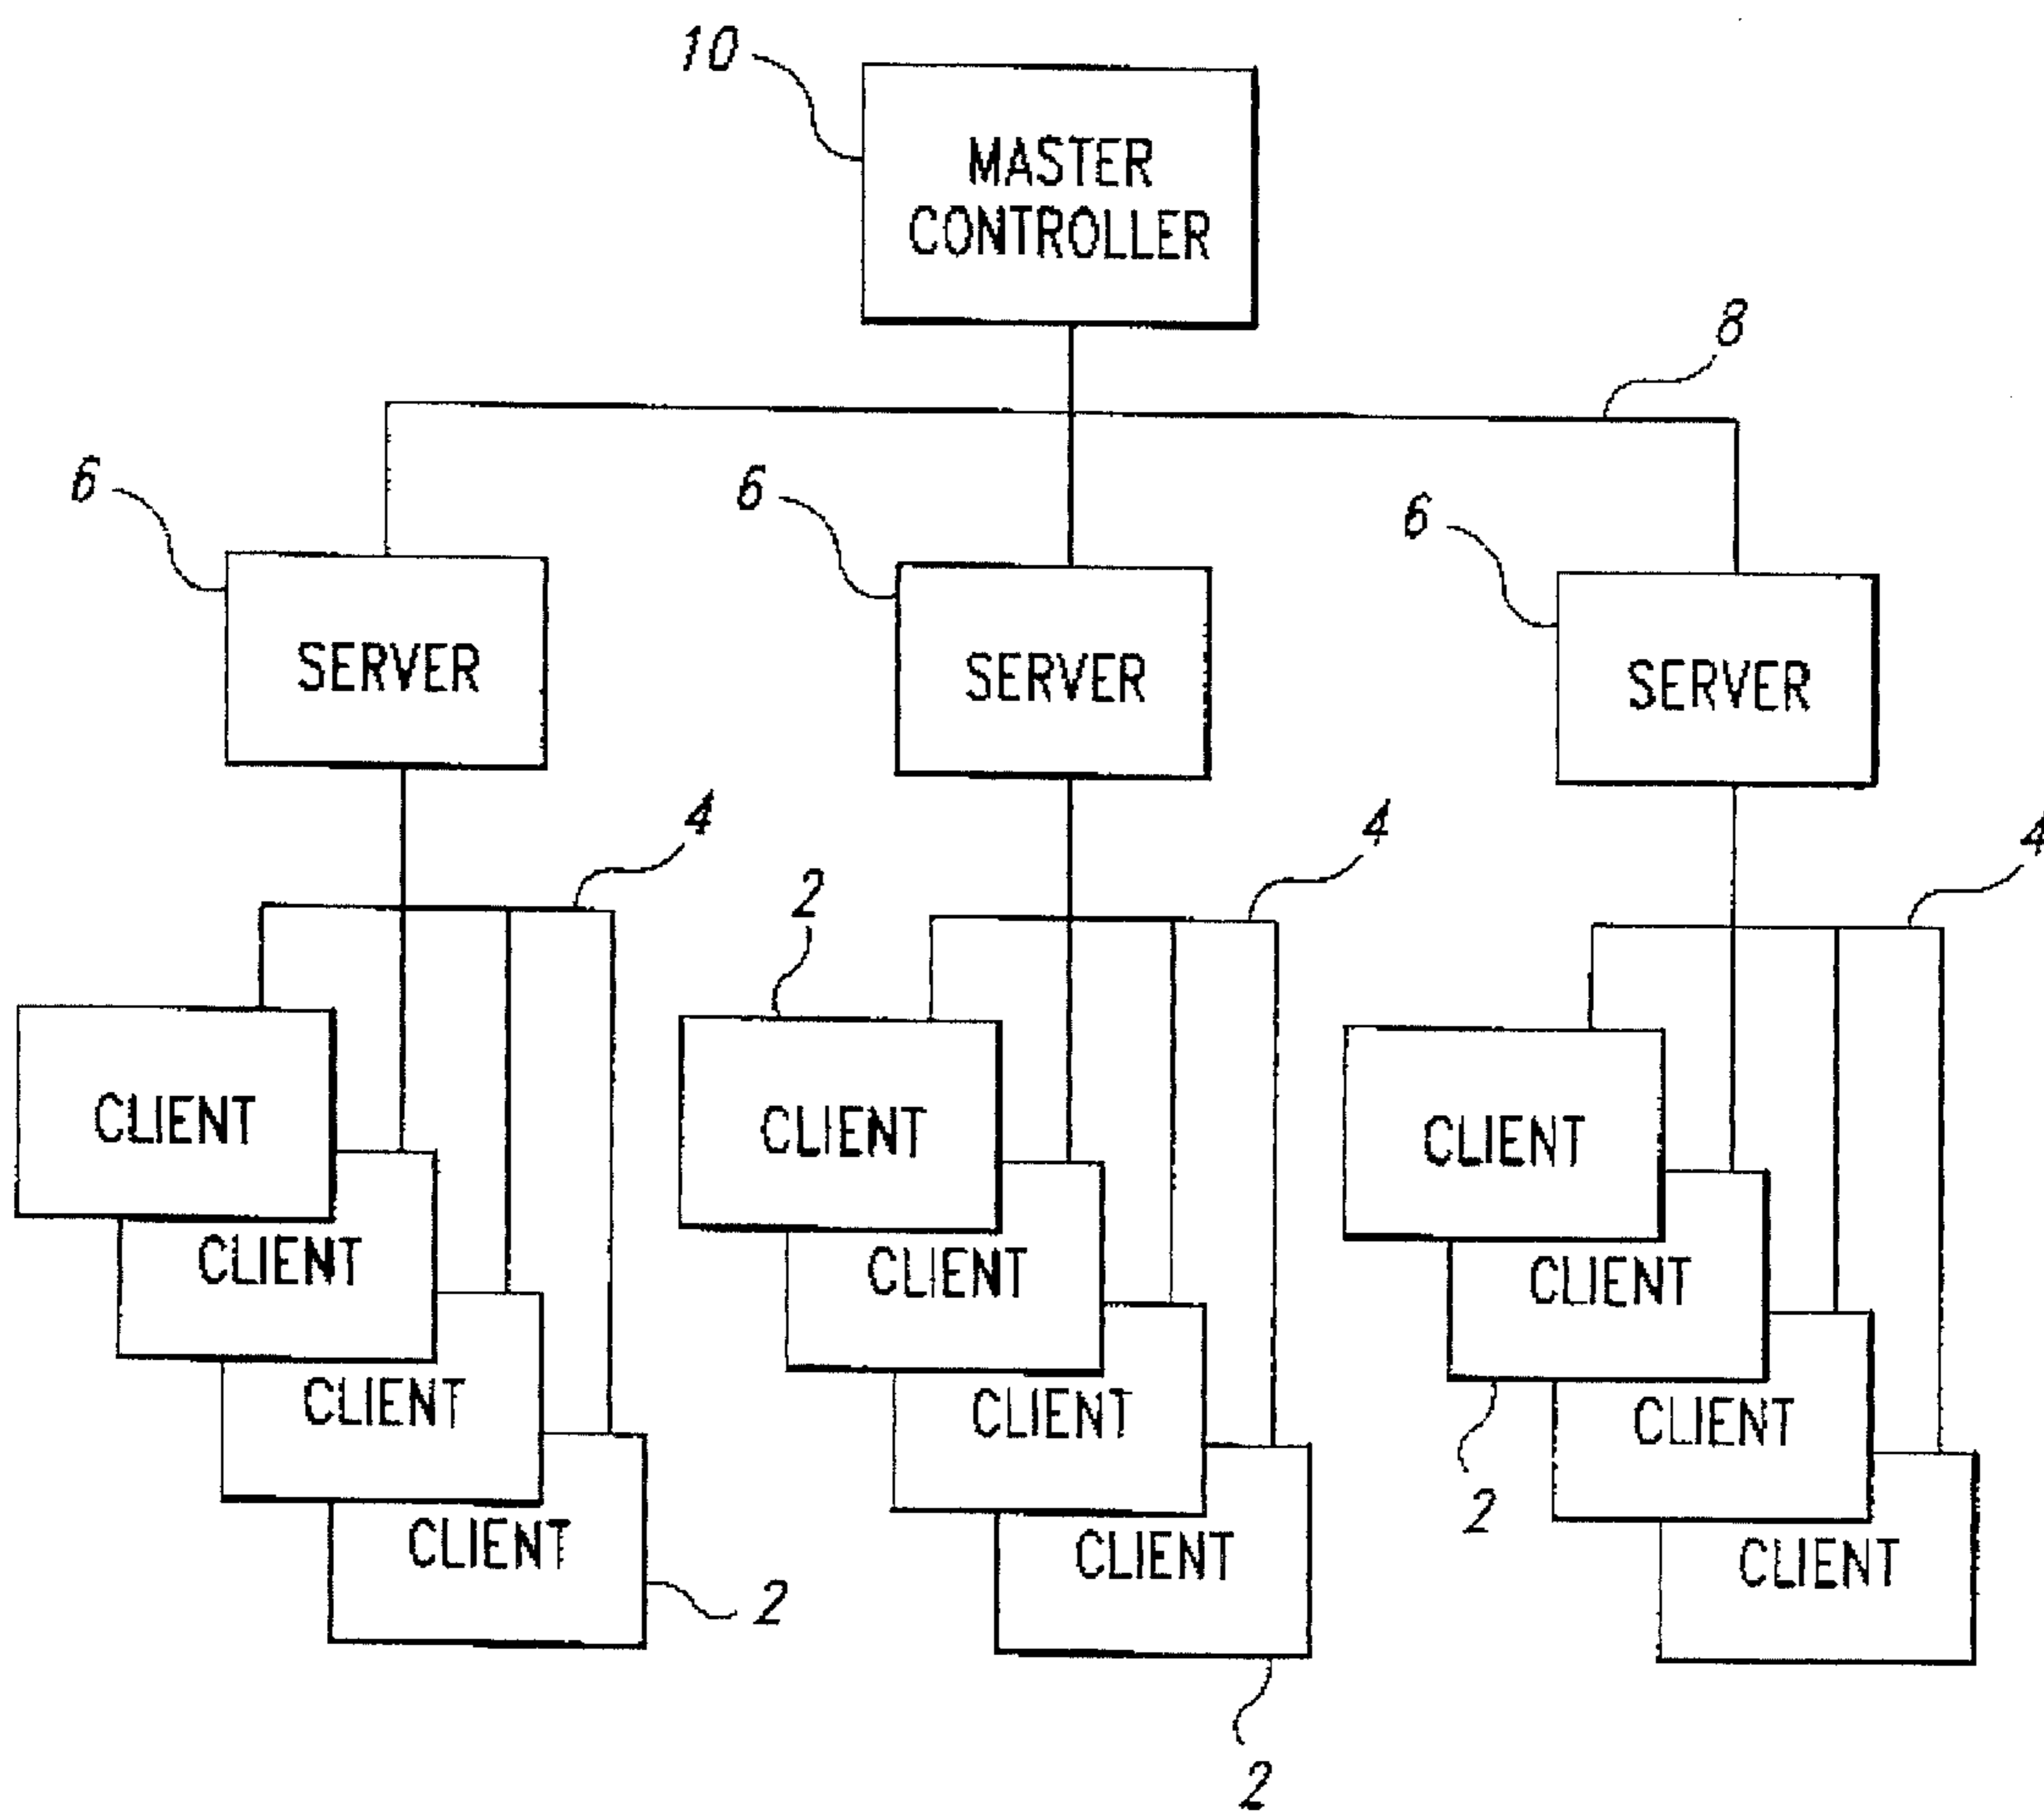 10
MASTER
CONTROLLER
8
6
6
6
SERVER
SERVER
SERVER
4
4
4
2
CLIENT
CLIENT
CLIENT
CLIENT
CLIENT
CLIENT
CLIENT
CLIENT
CLIENT
2
CLIENT
CLIENT
CLIENT
2
2